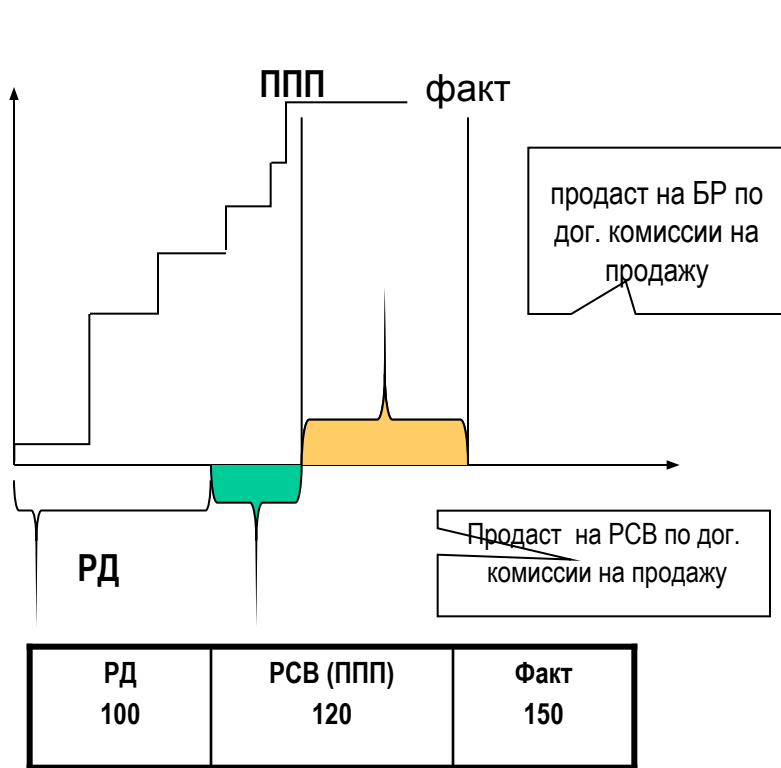 ППП факт
продаст на БР по
дог. комиссии на
продажу
Продаст на РСВ по дог.
комиссии на продажу
РД
РД РСВ (ППП) Факт
100 120 150